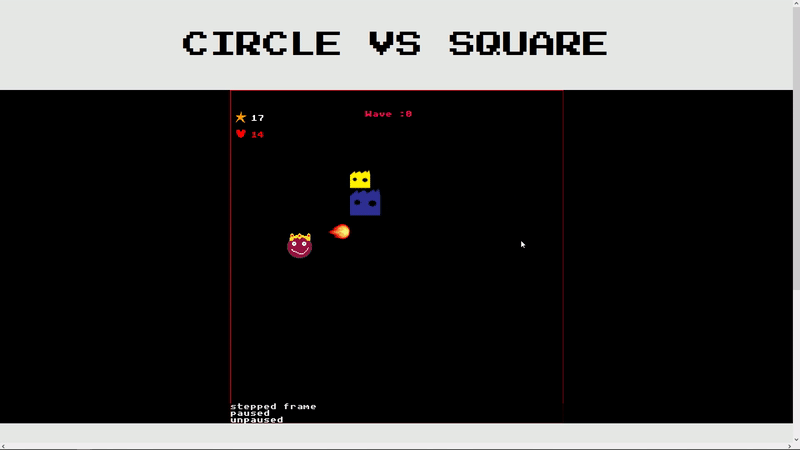 CIRCLE VS SQUARE
17
Wave :0
14
stepped frame
paused
unpaused